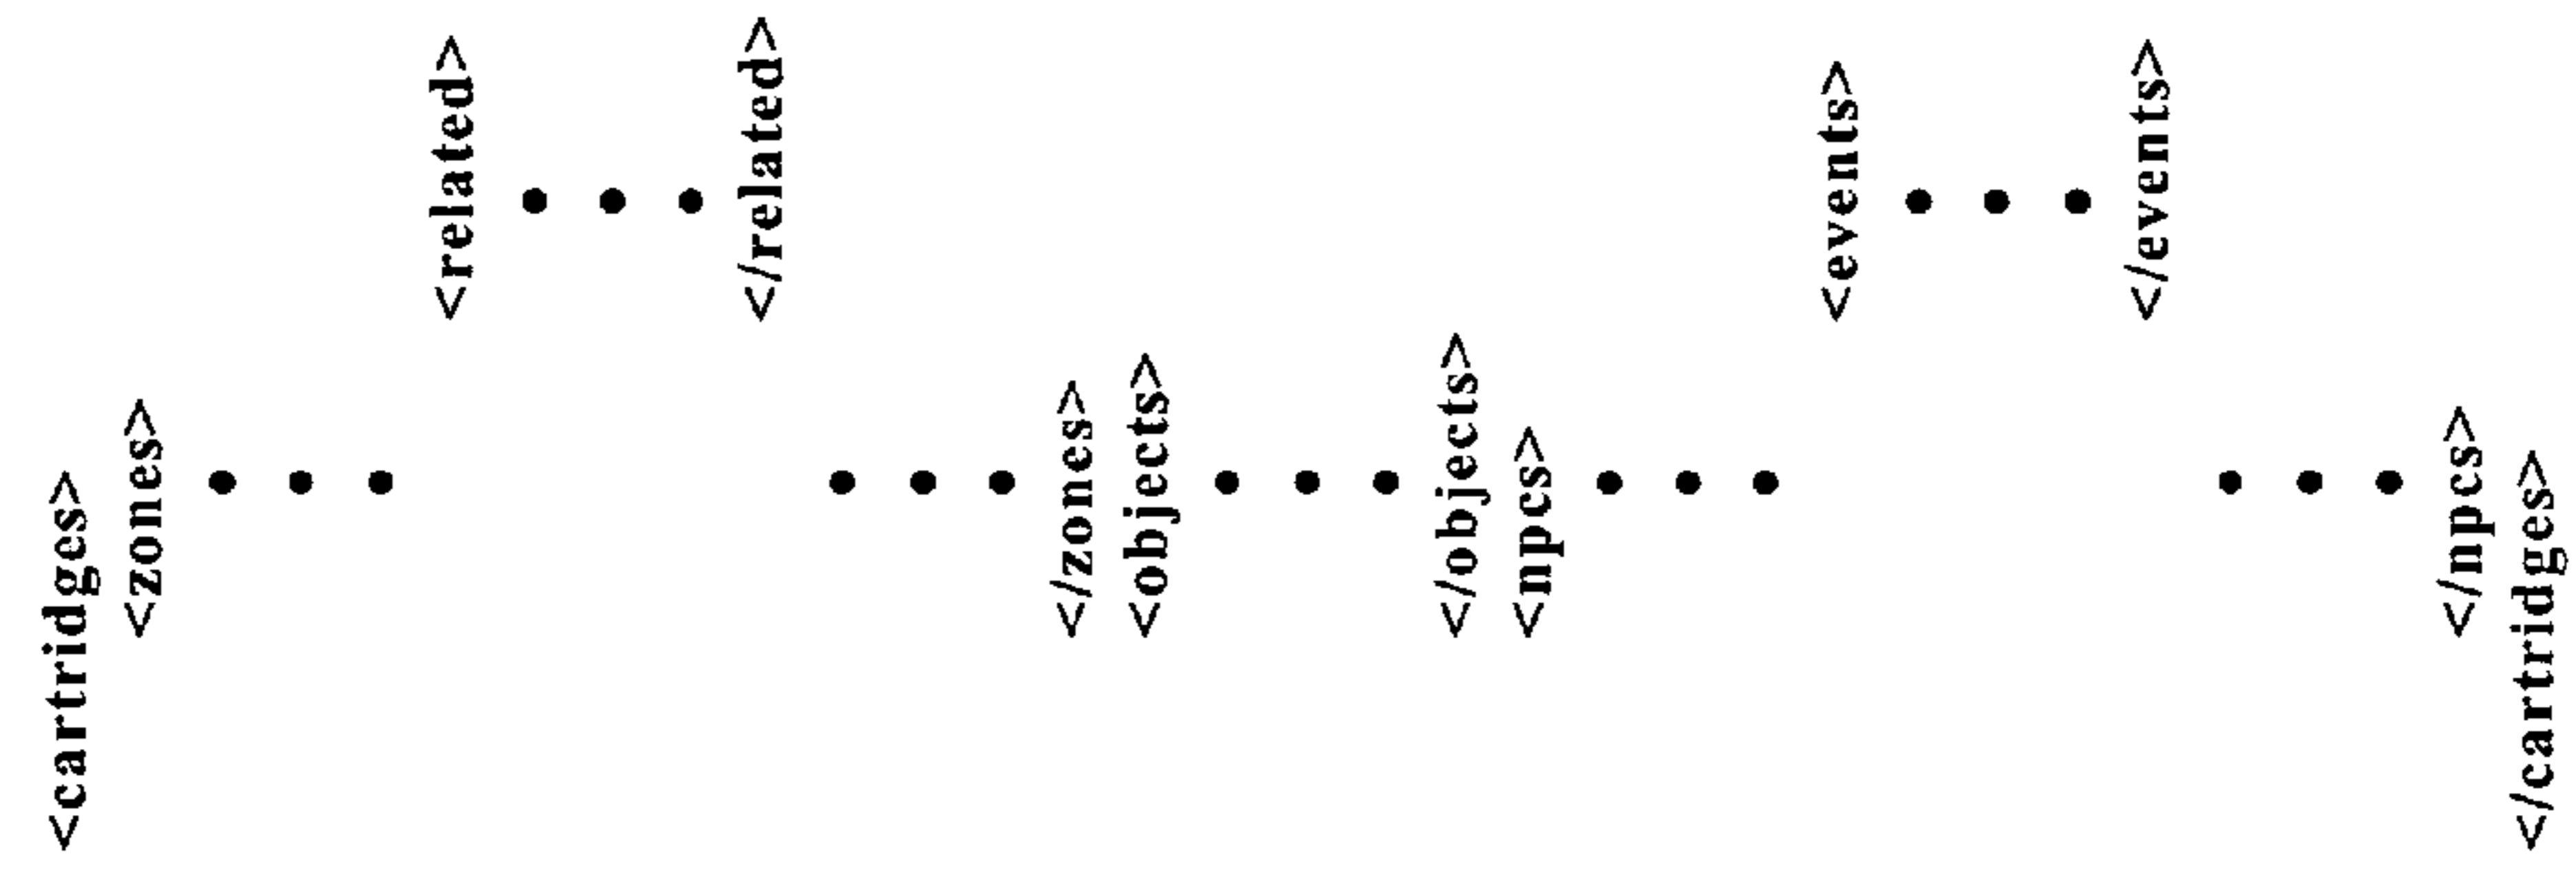 <cartridges>
<zones>
•
•
•
<related>
•
•
•
</related>
•
•
•
</zones>
<objects>
•
•
•
</objects>
<npcs>
•
•
•
<events>
•
•
•
</events>
•
•
•
</npcs>
</cartridges>